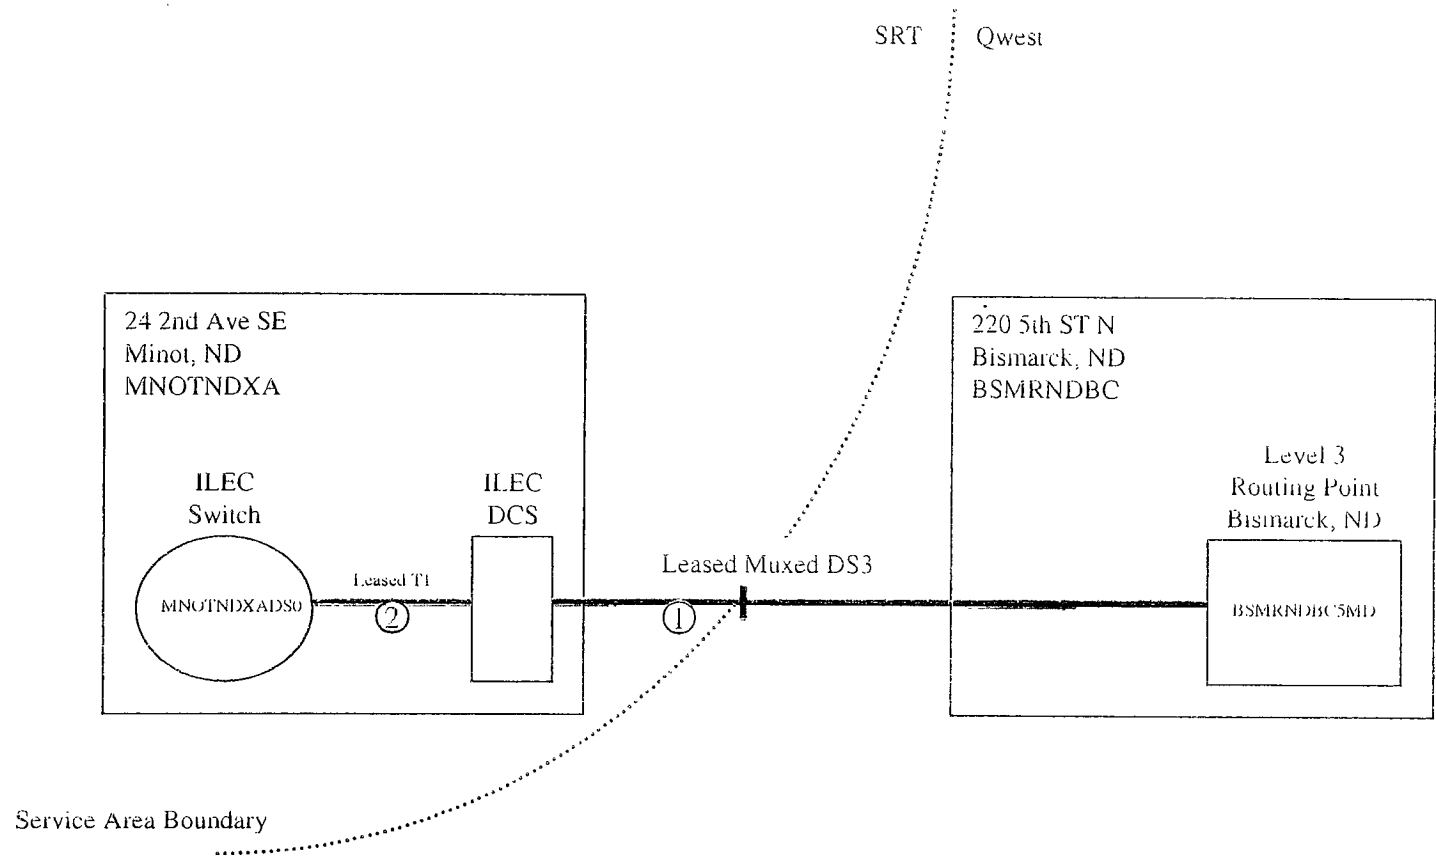 SRT
Qwest
24 2nd Ave SE
Minot, ND
MNOTNDXA
220 5th ST N
Bismarck, ND
BSMRNDBC
ILEC
Switch
ILEC
DCS
Level 3
Routing Point
Bismarck, ND
Leased Muxed DS3
Leased T1
MNOTNDXADS0
2
1
BSMRNDBC5MD
Service Area Boundary